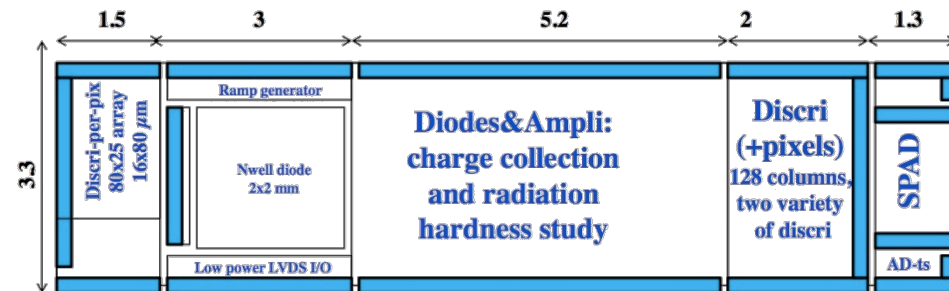 1.5
3
5.2
2
1.3
3.3
Discri-per-pix
80x25 array
16x80 µm
Ramp generator
Nwell diode
2x2 mm
Low power LVDS I/O
Diodes&Ampli:
charge collection
and radiation
hardness study
Discri
(+pixels)
128 columns,
two variety
of discri
SPAD
AD-ts